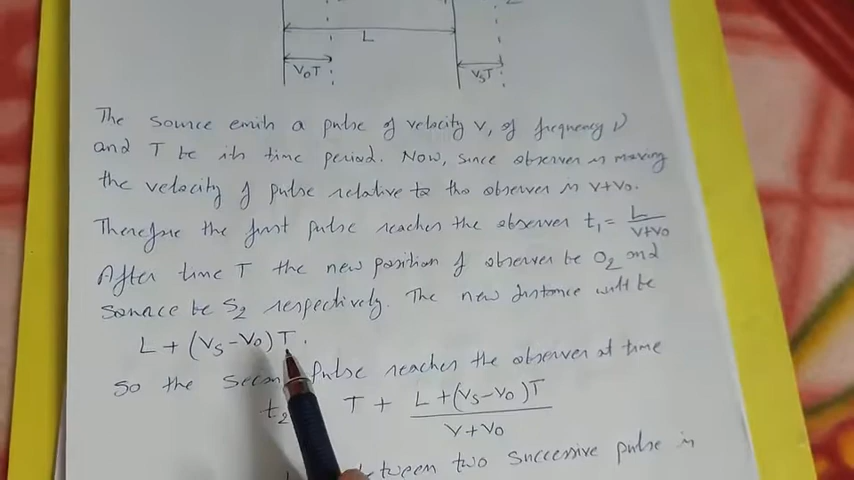 L
V₀T
VₛT
The source emits a pulse of velocity v, of frequency ν
and T be its time period. Now, since observer is moving
the velocity of pulse relative to the observer is v+v₀.
Therefore the first pulse reaches the observer t₁ = L/(v+v₀)
After time T the new position of observer be O₂ and
source be S₂ respectively. The new distance will be
L + (vₛ-v₀)T.
So the second pulse reaches the observer at time
t₂ T + (L+(vₛ-v₀)T)/(v+v₀)
between two successive pulse is